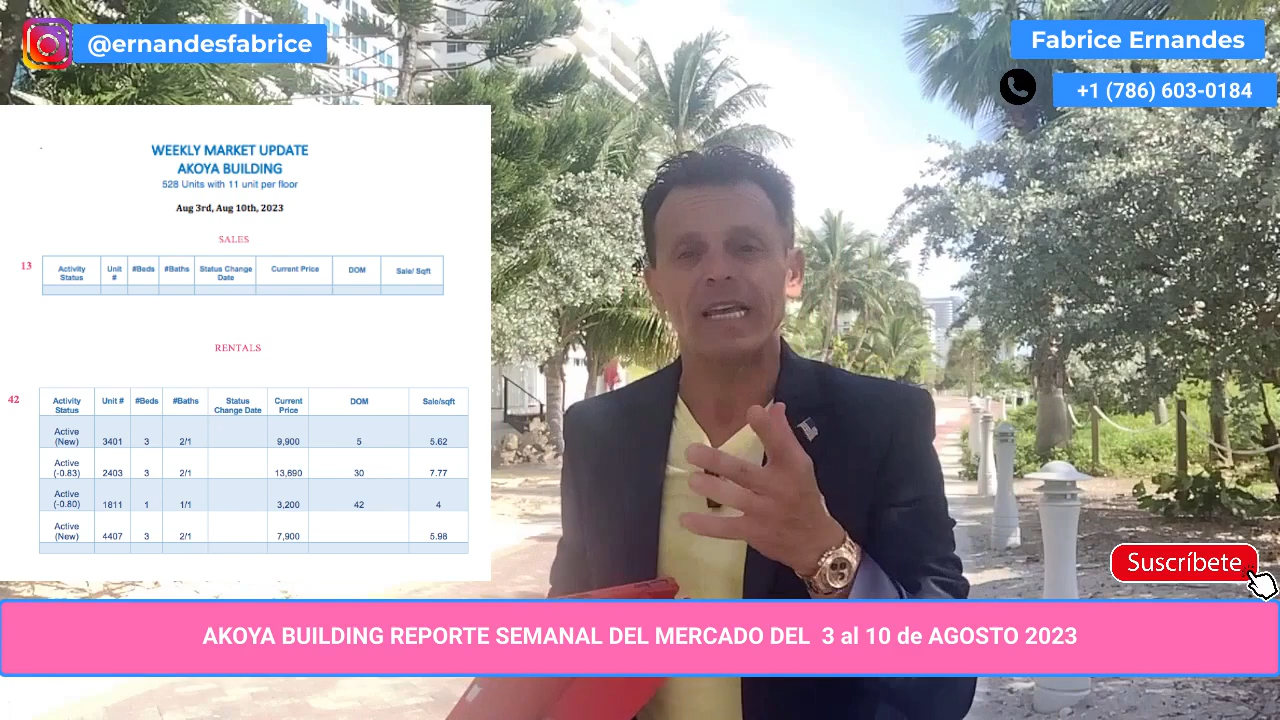 @ernandesfabrice
Fabrice Ernandes
+1 (786) 603-0184
WEEKLY MARKET UPDATE
AKOYA BUILDING
528 Units with 11 unit per floor
Aug 3rd, Aug 10th, 2023
SALES
13
Activity Status Unit # #Beds #Baths Status Change Date Current Price DOM Sale/ Sqft
RENTALS
42
Activity Status Unit # #Beds #Baths Status Change Date Current Price DOM Sale/sqft
Active (New) 3401 3 2/1 9,900 5 5.62
Active (-0.83) 2403 3 2/1 13,690 30 7.77
Active (-0.80) 1811 1 1/1 3,200 42 4
Active (New) 4407 3 2/1 7,900 5.98
Suscríbete
AKOYA BUILDING REPORTE SEMANAL DEL MERCADO DEL 3 al 10 de AGOSTO 2023